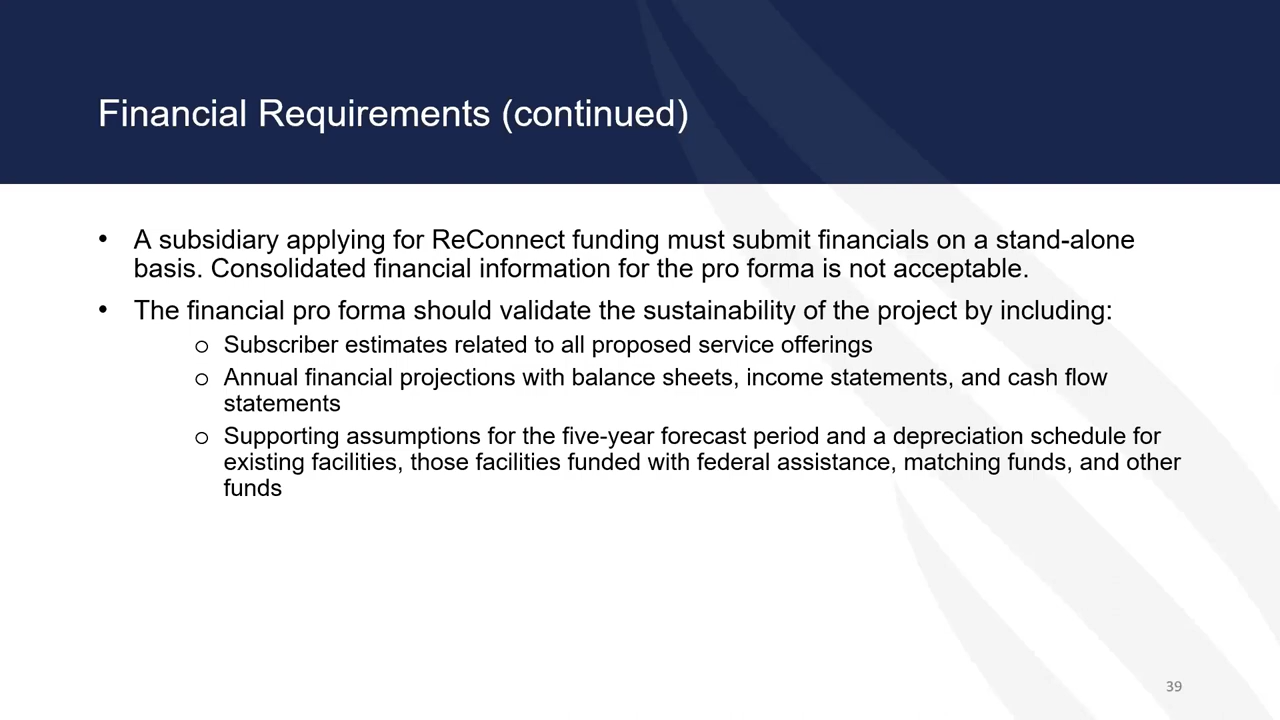 Financial Requirements (continued)
• A subsidiary applying for ReConnect funding must submit financials on a stand-alone
basis. Consolidated financial information for the pro forma is not acceptable.
• The financial pro forma should validate the sustainability of the project by including:
o Subscriber estimates related to all proposed service offerings
o Annual financial projections with balance sheets, income statements, and cash flow
statements
o Supporting assumptions for the five-year forecast period and a depreciation schedule for
existing facilities, those facilities funded with federal assistance, matching funds, and other
funds
39